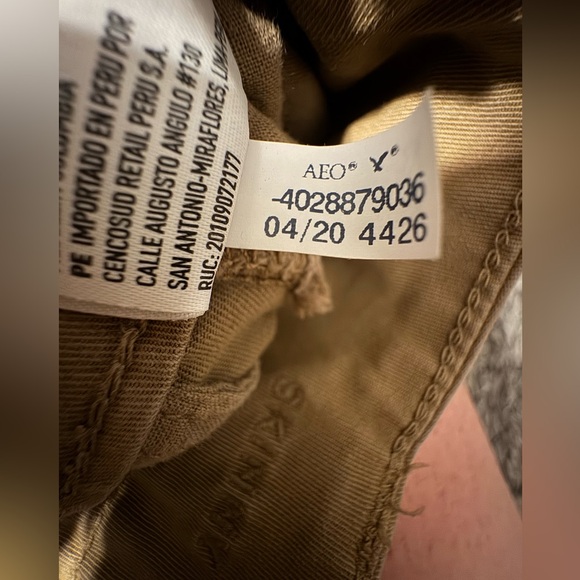 PE IMPORTADO EN PERU POR
CENCOSUD RETAIL PERU S.A.
CALLE AUGUSTO ANGULO #130
SAN ANTONIO-MIRAFLORES,
RUC: 20109072177
AEO®
-4028879036
04/20 4426